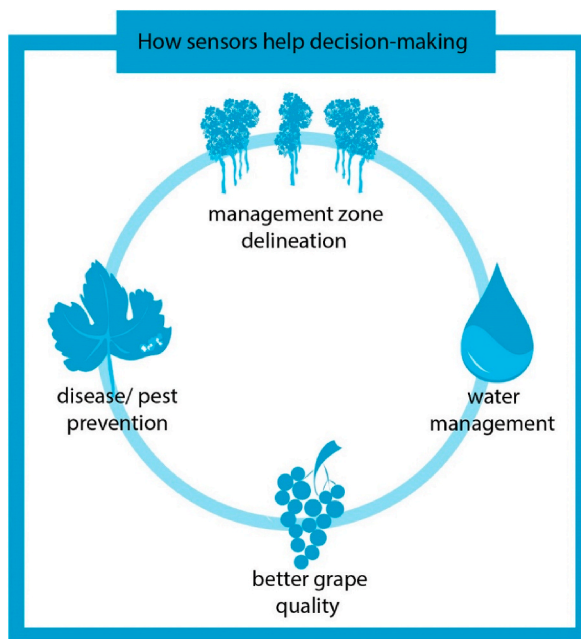 How sensors help decision-making
management zone
delineation
disease/ pest
prevention
water
management
better grape
quality